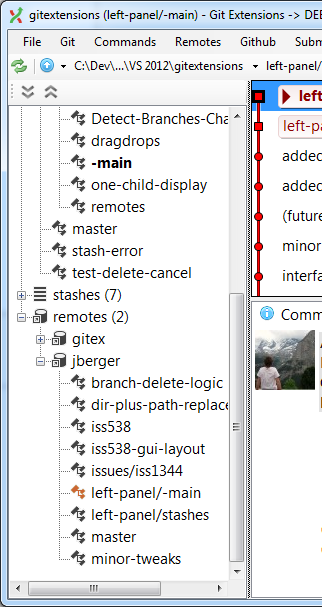 gitextensions (left-panel/-main) - Git Extensions -> DE
File Git Commands Remotes Github Subm
C:\Dev\...\VS 2012\gitextensions left-panel/
Detect-Branches-Cha
dragdrops
-main
one-child-display
remotes
master
stash-error
test-delete-cancel
stashes (7)
remotes (2)
gitex
jberger
branch-delete-logic
dir-plus-path-replace
iss538
iss538-gui-layout
issues/iss1344
left-panel/-main
left-panel/stashes
master
minor-tweaks
left
left-pa
added
added
(future
minor
interfa
Comm